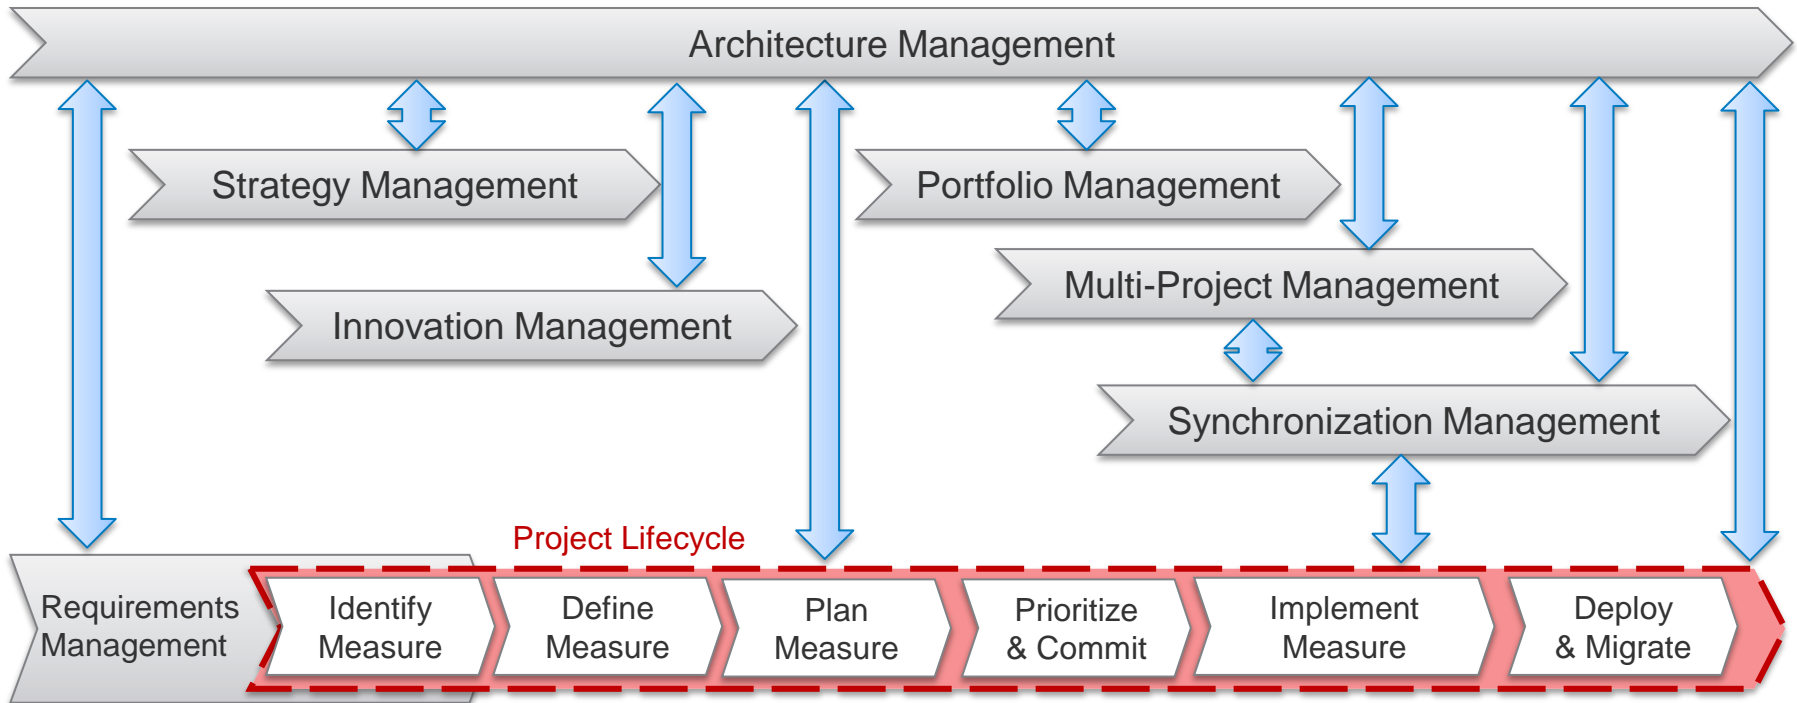 Architecture Management
Strategy Management
Portfolio Management
Multi-Project Management
Innovation Management
Synchronization Management
Project Lifecycle
Requirements
Management
Identify
Measure
Define
Measure
Plan
Measure
Prioritize
& Commit
Implement
Measure
Deploy
& Migrate